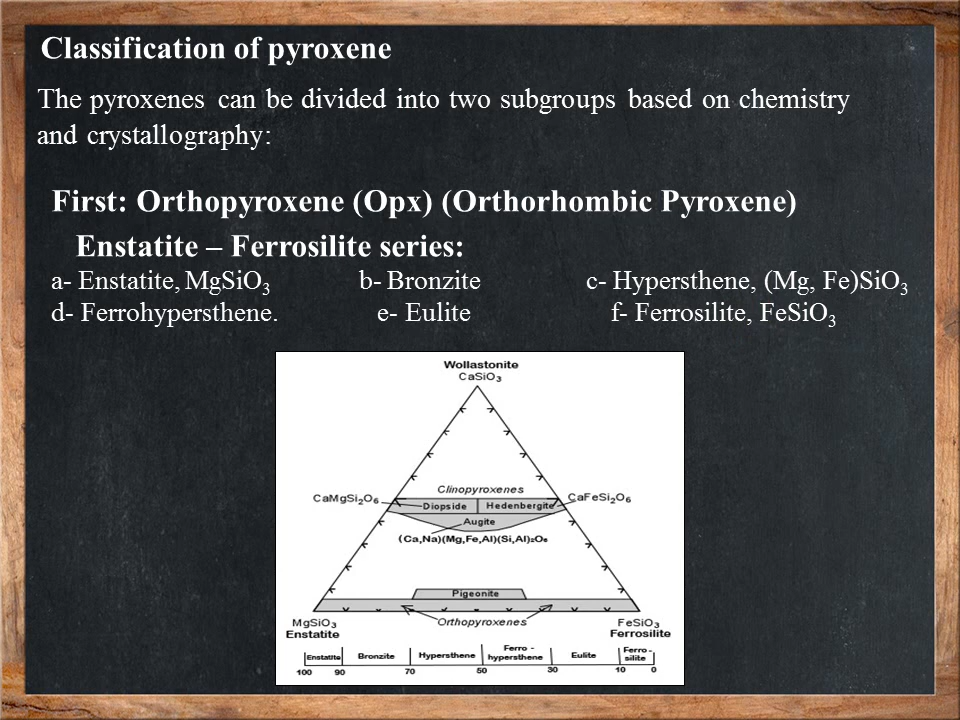 Classification of pyroxene
The pyroxenes can be divided into two subgroups based on chemistry
and crystallography:
First: Orthopyroxene (Opx) (Orthorhombic Pyroxene)
Enstatite – Ferrosilite series:
a- Enstatite, MgSiO3 b- Bronzite c- Hypersthene, (Mg, Fe)SiO3
d- Ferrohypersthene. e- Eulite f- Ferrosilite, FeSiO3
Wollastonite
CaSiO3
Clinopyroxenes
CaMgSi2O6 CaFeSi2O6
Diopside Hedenbergite
Augite
(Ca,Na)(Mg,Fe,Al)(Si,Al)2O6
Pigeonite
MgSiO3 Orthopyroxenes FeSiO3
Enstatite Ferrosilite
Enstatite Bronzite Hypersthene Ferro-
hypersthene Eulite Ferro-
silite
100 90 70 50 30 10 0